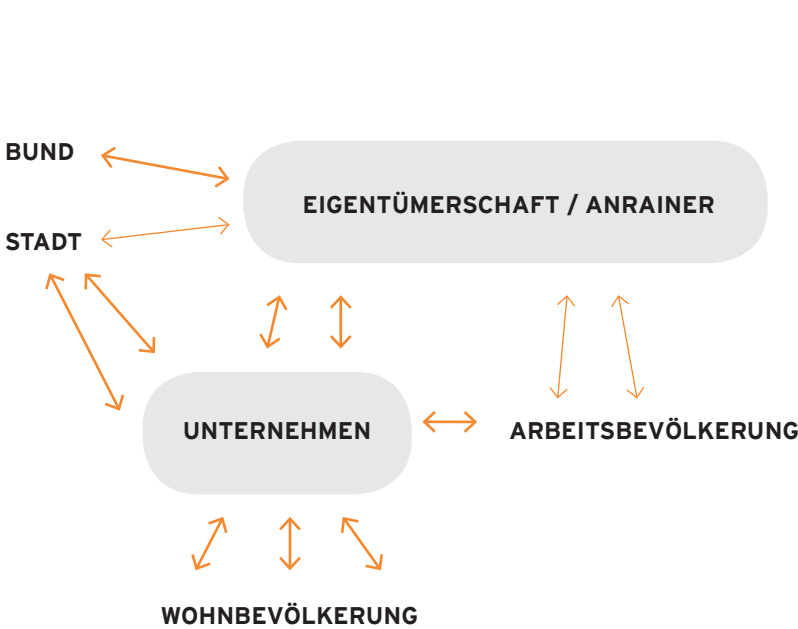 BUND
EIGENTÜMERSCHAFT / ANRAINER
STADT
UNTERNEHMEN
ARBEITSBEVÖLKERUNG
WOHNBEVÖLKERUNG